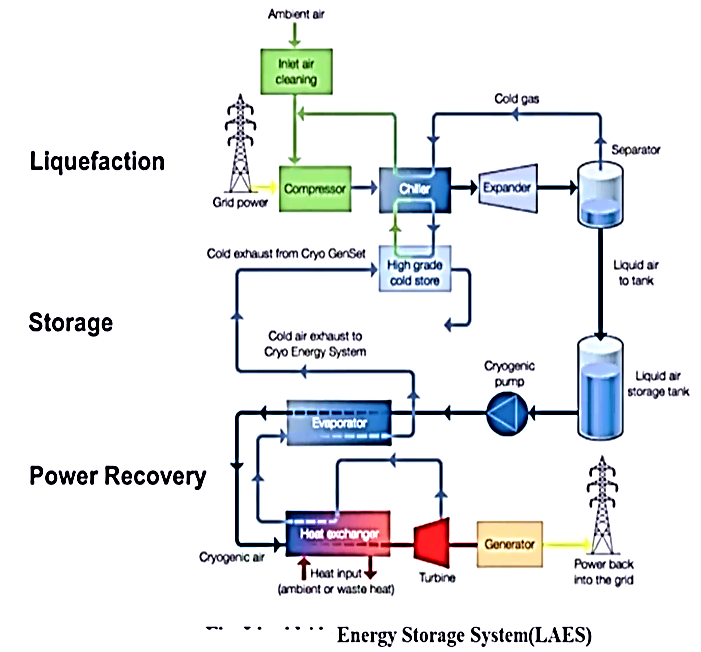 Ambient air
Inlet air
cleaning
Cold gas
Separator
Liquefaction
Grid power
Compressor
Chiller
Expander
Cold exhaust from Cryo GenSet
High grade
cold store
Liquid air
to tank
Storage
Cold air exhaust to
Cryo Energy System
Cryogenic
pump
Liquid air
storage tank
Evaporator
Power Recovery
Heat exchanger
Generator
Cryogenic air
Heat input
(ambient or waste heat)
Turbine
Power back
into the grid
Energy Storage System(LAES)